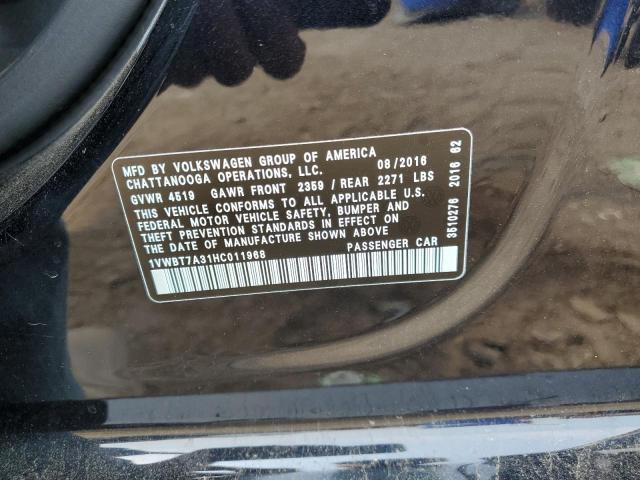 MFD BY VOLKSWAGEN GROUP OF AMERICA
CHATTANOOGA OPERATIONS, LLC. 08/2016
GVWR 4519 GAWR FRONT 2359 / REAR 2271 LBS
THIS VEHICLE CONFORMS TO ALL APPLICABLE U.S.
FEDERAL MOTOR VEHICLE SAFETY, BUMPER AND
THEFT PREVENTION STANDARDS IN EFFECT ON THE
DATE OF MANUFACTURE SHOWN ABOVE
1VWBT7A31HC011968 PASSENGER CAR
3510276 2016 62